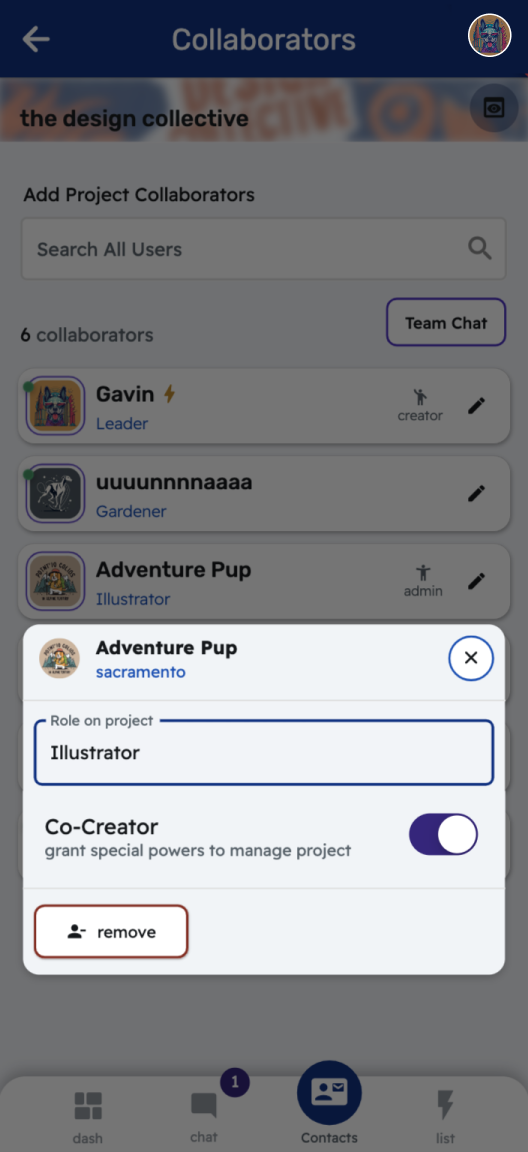 Collaborators
the design collective
Add Project Collaborators
Search All Users
6 collaborators
Team Chat
Gavin
Leader
creator
uuuunnnnaaaa
Gardener
Adventure Pup
Illustrator
admin
Adventure Pup
sacramento
Role on project
Illustrator
Co-Creator
grant special powers to manage project
remove
1
dash
chat
Contacts
list